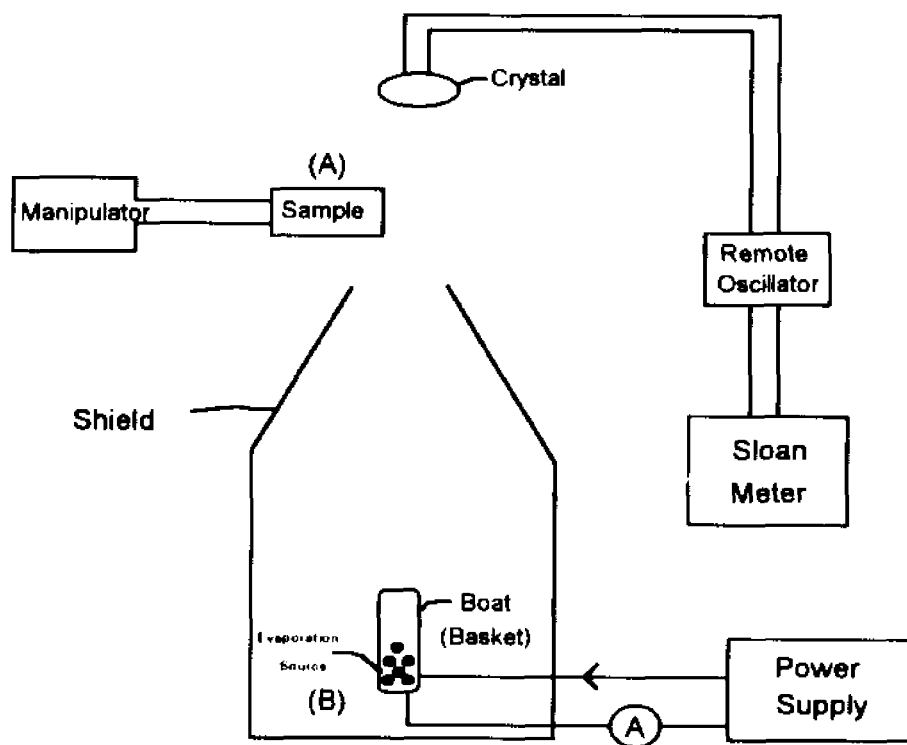 Crystal
(A)
Manipulator
Sample
Remote
Oscillator
Shield
Sloan
Meter
Boat
(Basket)
Evaporation
Source
(B)
Power
Supply
A